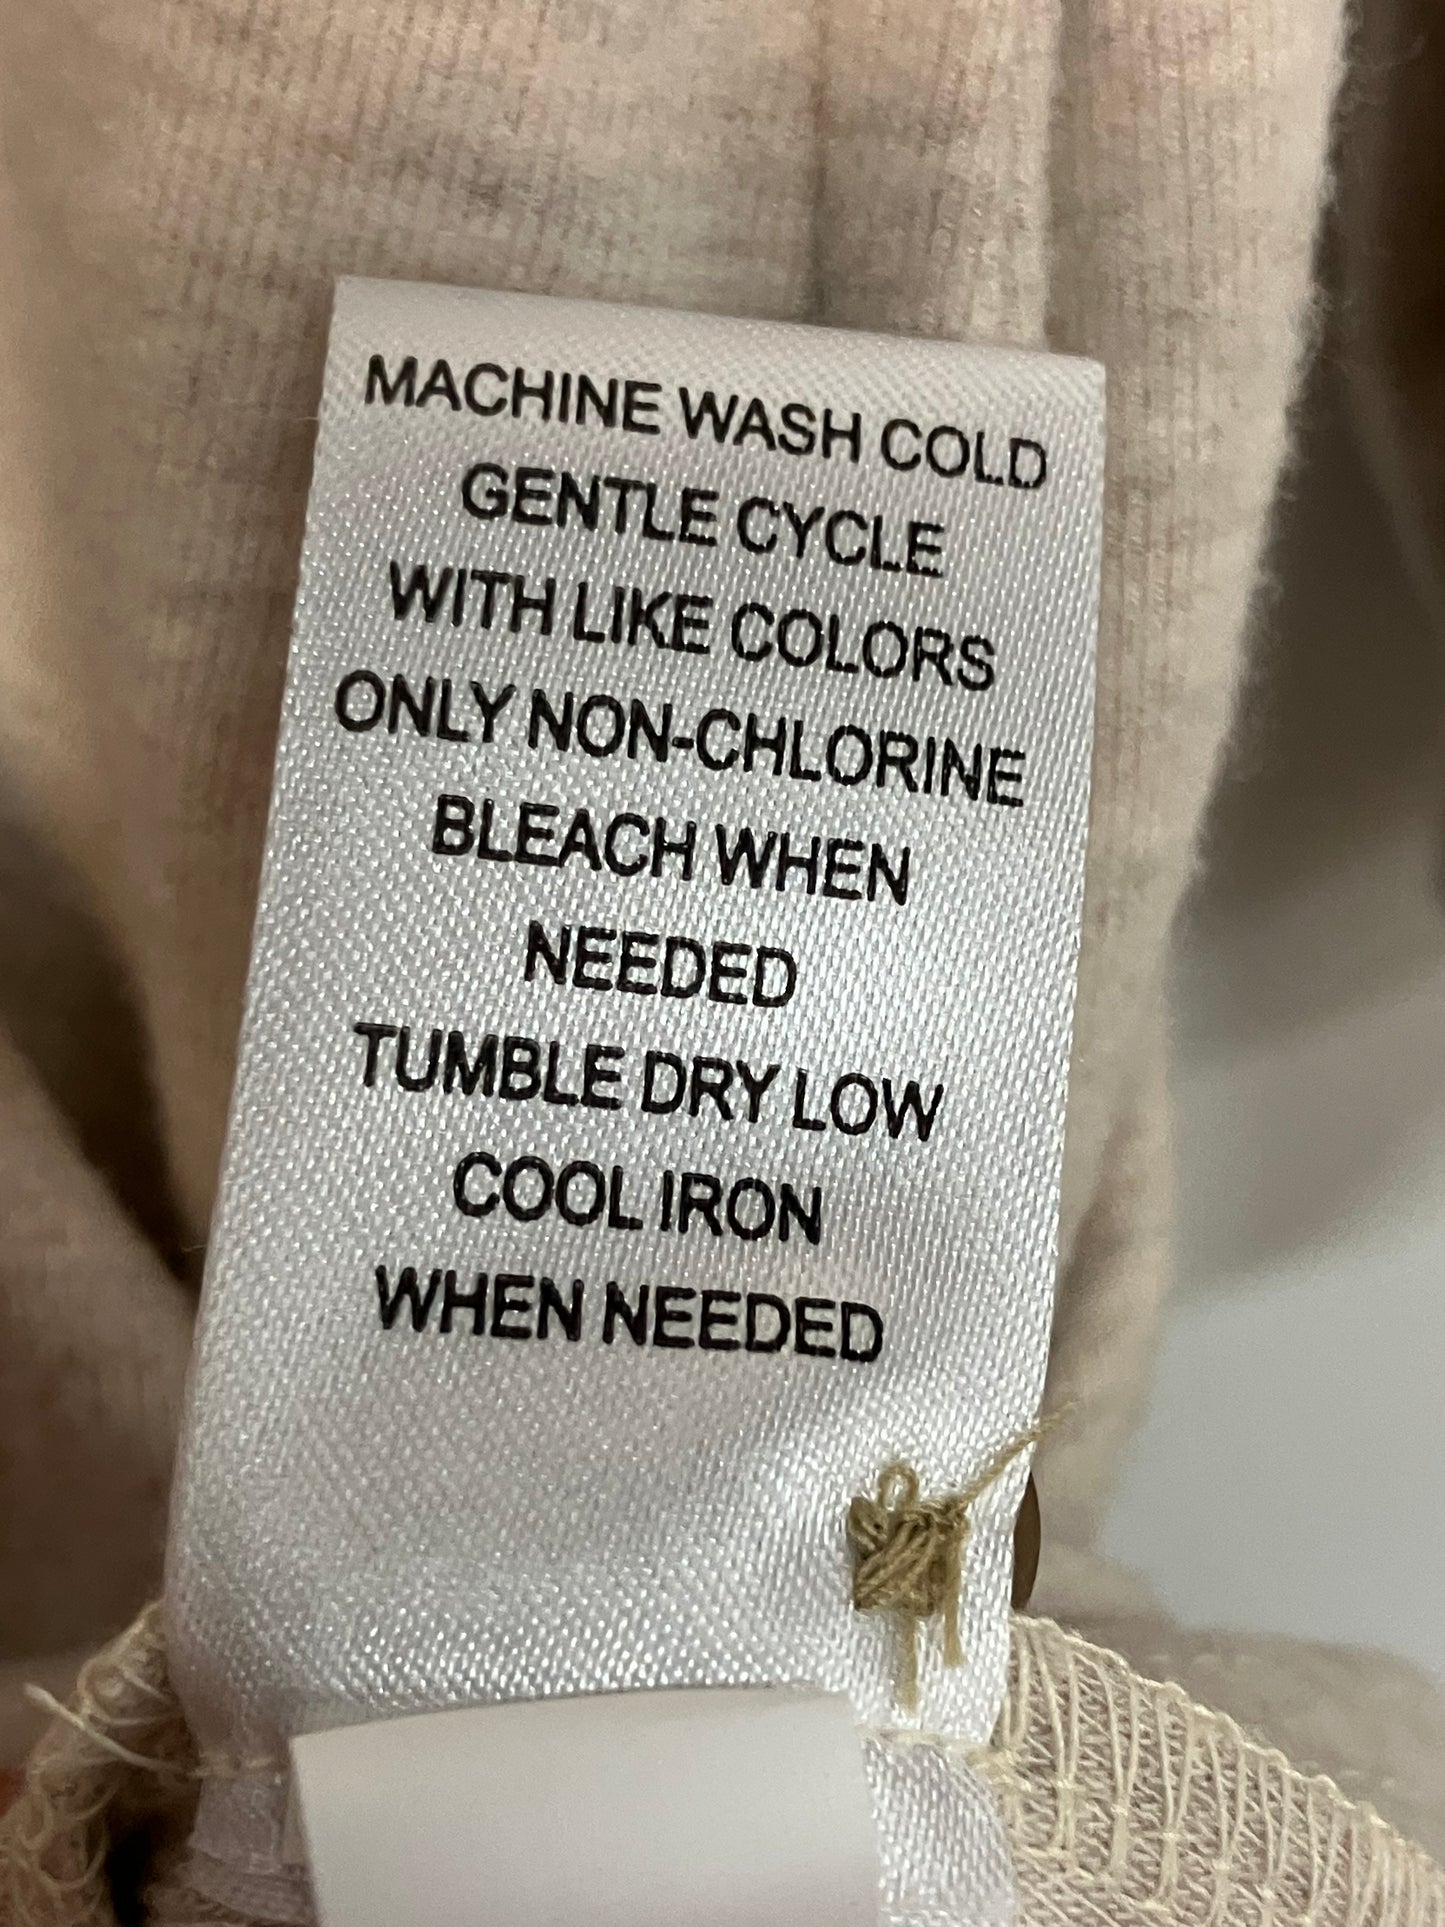 MACHINE WASH COLD
GENTLE CYCLE
WITH LIKE COLORS
ONLY NON-CHLORINE
BLEACH WHEN
NEEDED
TUMBLE DRY LOW
COOL IRON
WHEN NEEDED